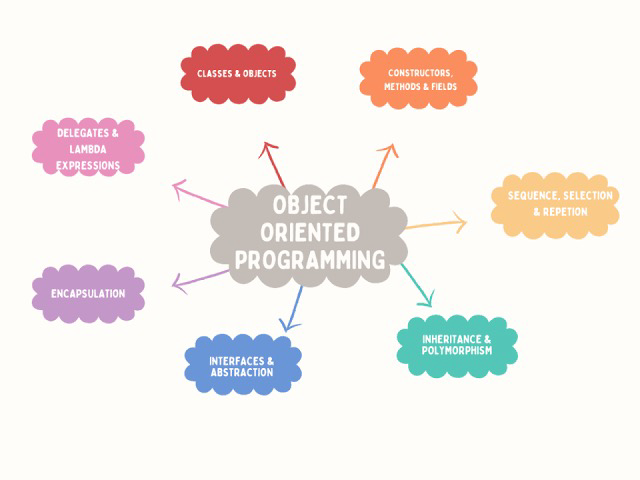 CLASSES & OBJECTS
CONSTRUCTORS,
METHODS & FIELDS
DELEGATES &
LAMBDA
EXPRESSIONS
SEQUENCE, SELECTION
& REPETION
OBJECT
ORIENTED
PROGRAMMING
ENCAPSULATION
INTERFACES &
ABSTRACTION
INHERITANCE &
POLYMORPHISM